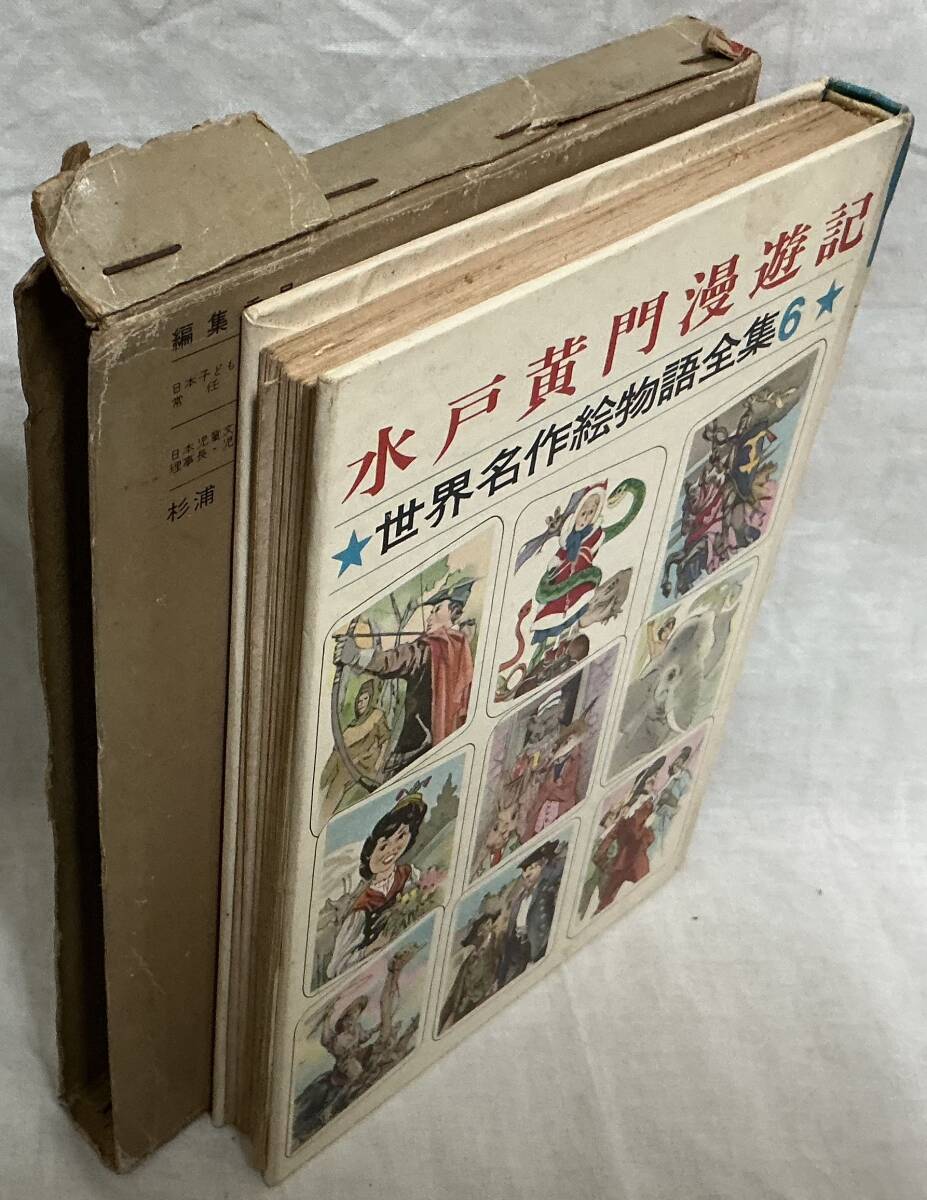 水戸黄門漫遊記
★世界名作絵物語全集6★
編集
日本子ども
常任
日本児童文
理事長・児
杉浦